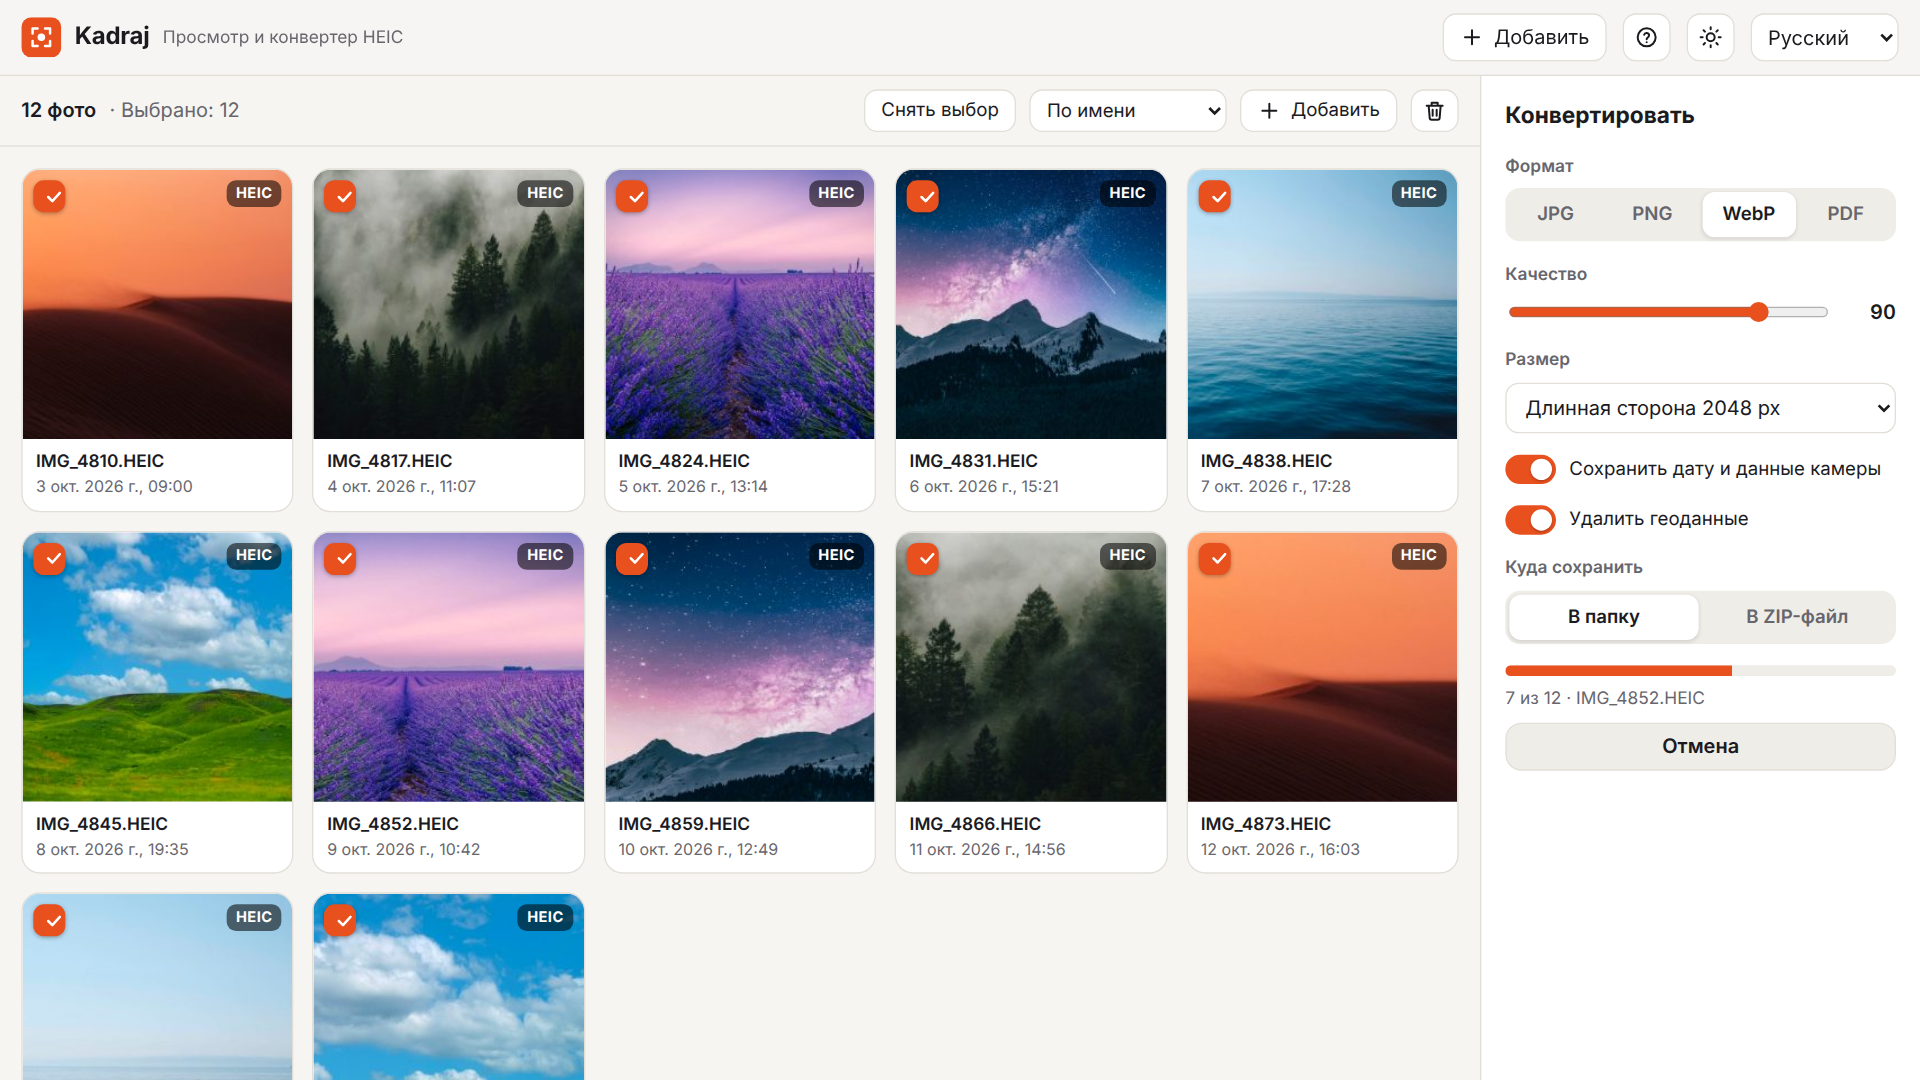 Kadraj
Просмотр и конвертер HEIC
Добавить
Русский
12 фото · Выбрано: 12
Снять выбор
По имени
Добавить
HEIC
HEIC
HEIC
HEIC
HEIC
IMG_4810.HEIC
3 окт. 2026 г., 09:00
IMG_4817.HEIC
4 окт. 2026 г., 11:07
IMG_4824.HEIC
5 окт. 2026 г., 13:14
IMG_4831.HEIC
6 окт. 2026 г., 15:21
IMG_4838.HEIC
7 окт. 2026 г., 17:28
HEIC
HEIC
HEIC
HEIC
HEIC
IMG_4845.HEIC
8 окт. 2026 г., 19:35
IMG_4852.HEIC
9 окт. 2026 г., 10:42
IMG_4859.HEIC
10 окт. 2026 г., 12:49
IMG_4866.HEIC
11 окт. 2026 г., 14:56
IMG_4873.HEIC
12 окт. 2026 г., 16:03
HEIC
HEIC
Конвертировать
Формат
JPG
PNG
WebP
PDF
Качество
90
Размер
Длинная сторона 2048 px
Сохранить дату и данные камеры
Удалить геоданные
Куда сохранить
В папку
В ZIP-файл
7 из 12 · IMG_4852.HEIC
Отмена